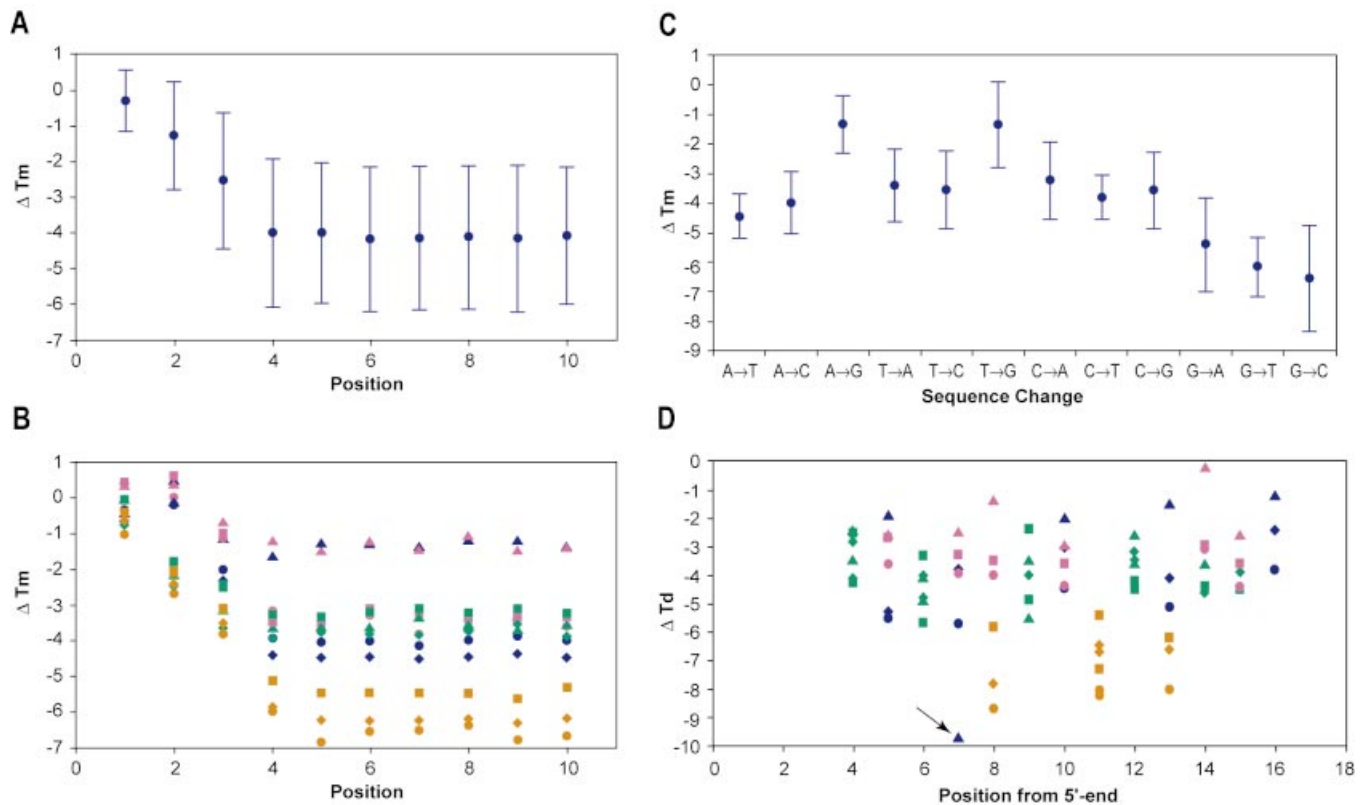 A
1
0
-1
-2
-3
-4
-5
-6
-7
Δ Tm
0 2 4 6 8 10
Position
C
1
0
-1
-2
-3
-4
-5
-6
-7
-8
-9
Δ Tm
A→T A→C A→G T→A T→C T→G C→A C→T C→G G→A G→T G→C
Sequence Change
B
1
0
-1
-2
-3
-4
-5
-6
-7
Δ Tm
0 2 4 6 8 10
Position
D
0
-1
-2
-3
-4
-5
-6
-7
-8
-9
-10
Δ Td
0 2 4 6 8 10 12 14 16 18
Position from 5'-end